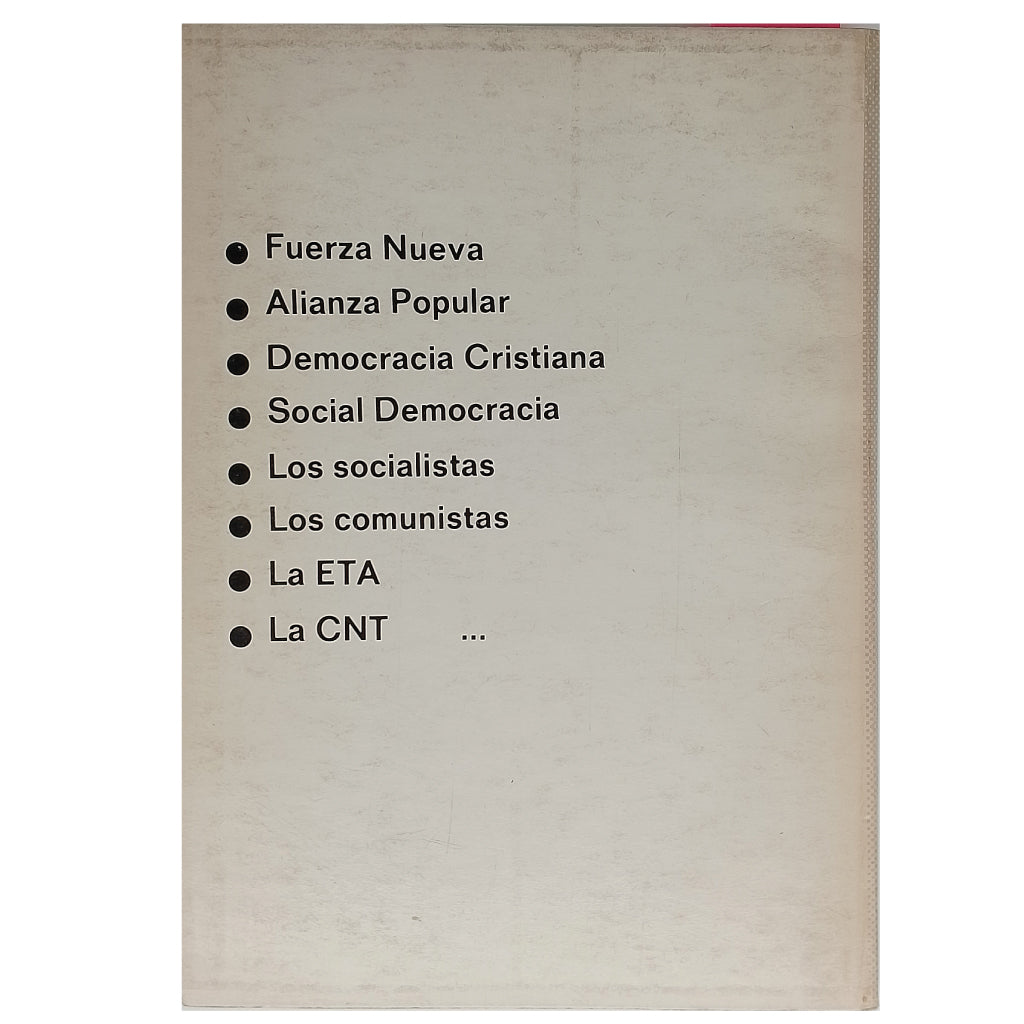 ● Fuerza Nueva
● Alianza Popular
● Democracia Cristiana
● Social Democracia
● Los socialistas
● Los comunistas
● La ETA
● La CNT ...